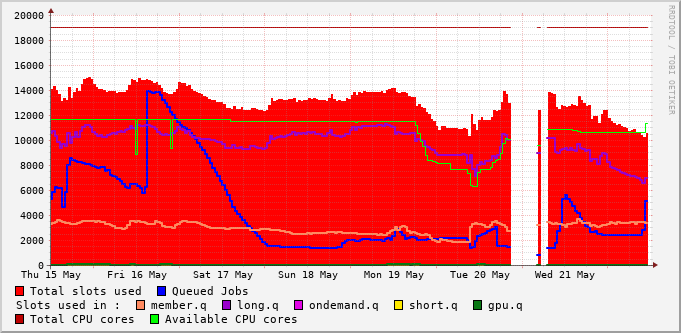 20000
18000
16000
14000
12000
10000
8000
6000
4000
2000
0
Thu 15 May Fri 16 May Sat 17 May Sun 18 May Mon 19 May Tue 20 May Wed 21 May
RRDTOOL / TOBI OETIKER
Total slots used Queued Jobs
Slots used in : member.q long.q ondemand.q short.q gpu.q
Total CPU cores Available CPU cores